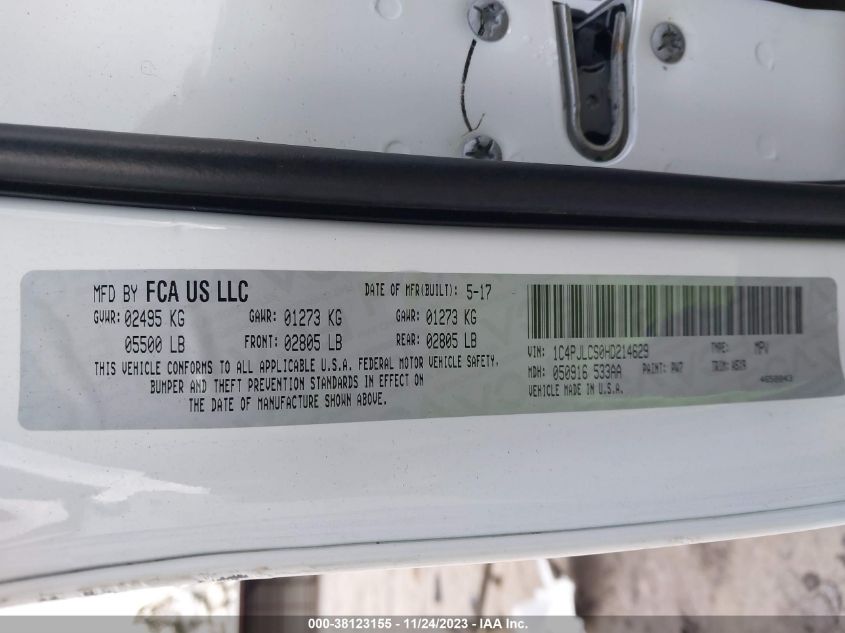 MFD BY FCA US LLC DATE OF MFR(BUILT): 5-17
GVWR: 02495 KG GAWR: 01273 KG GAWR: 01273 KG
05500 LB FRONT: 02805 LB REAR: 02805 LB
THIS VEHICLE CONFORMS TO ALL APPLICABLE U.S.A. FEDERAL MOTOR VEHICLE SAFETY,
BUMPER AND THEFT PREVENTION STANDARDS IN EFFECT ON
THE DATE OF MANUFACTURE SHOWN ABOVE.
VIN: 1C4PJLCS0HD214629 TYPE: MPV
MDH: 050916 533AA PAINT: PW7 TRIM:
VEHICLE MADE IN U.S.A.
000-38123155 - 11/24/2023 - IAA Inc.